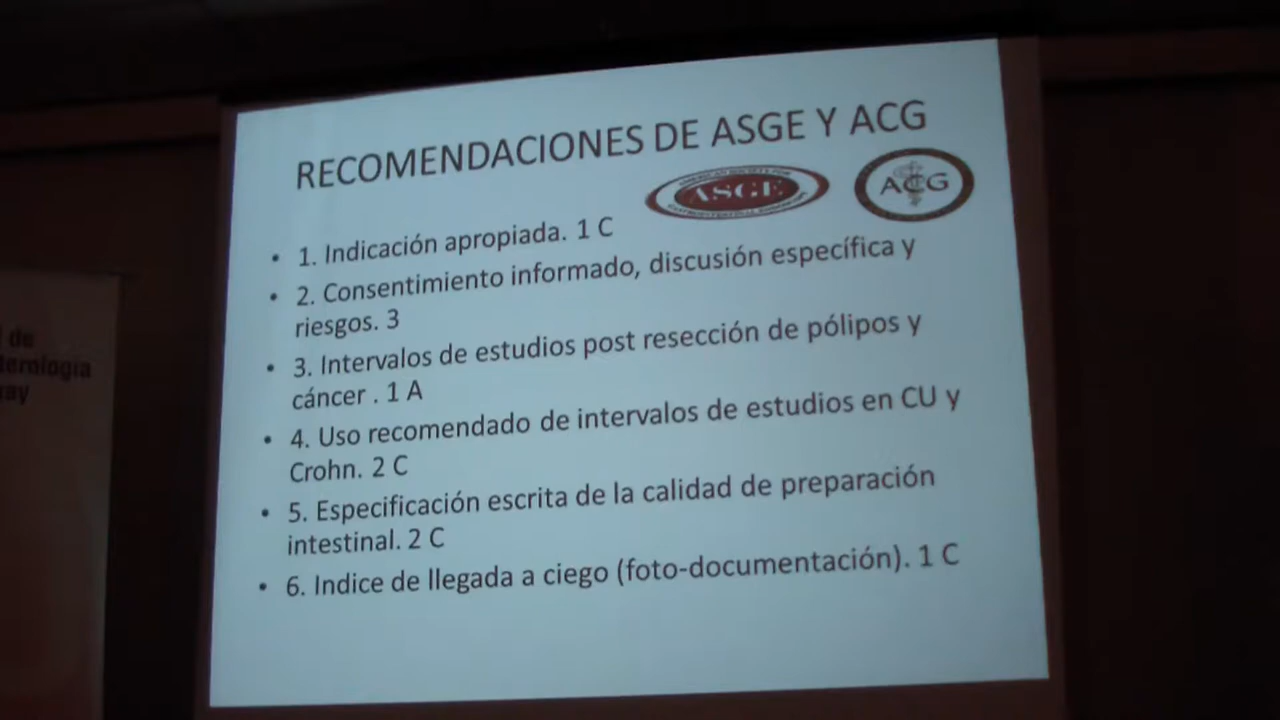 RECOMENDACIONES DE ASGE Y ACG
ASGE
ACG
• 1. Indicación apropiada. 1 C
• 2. Consentimiento informado, discusión específica y
riesgos. 3
• 3. Intervalos de estudios post resección de pólipos y
cáncer . 1 A
• 4. Uso recomendado de intervalos de estudios en CU y
Crohn. 2 C
• 5. Especificación escrita de la calidad de preparación
intestinal. 2 C
• 6. Indice de llegada a ciego (foto-documentación). 1 C
de